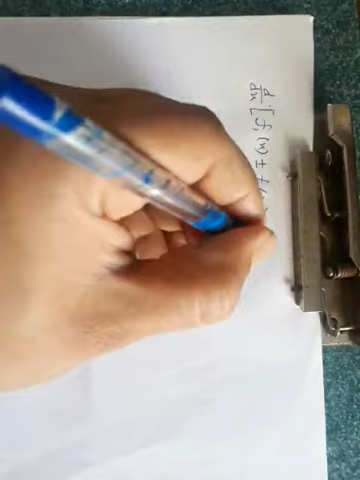 d/dx [f₁(x) ±